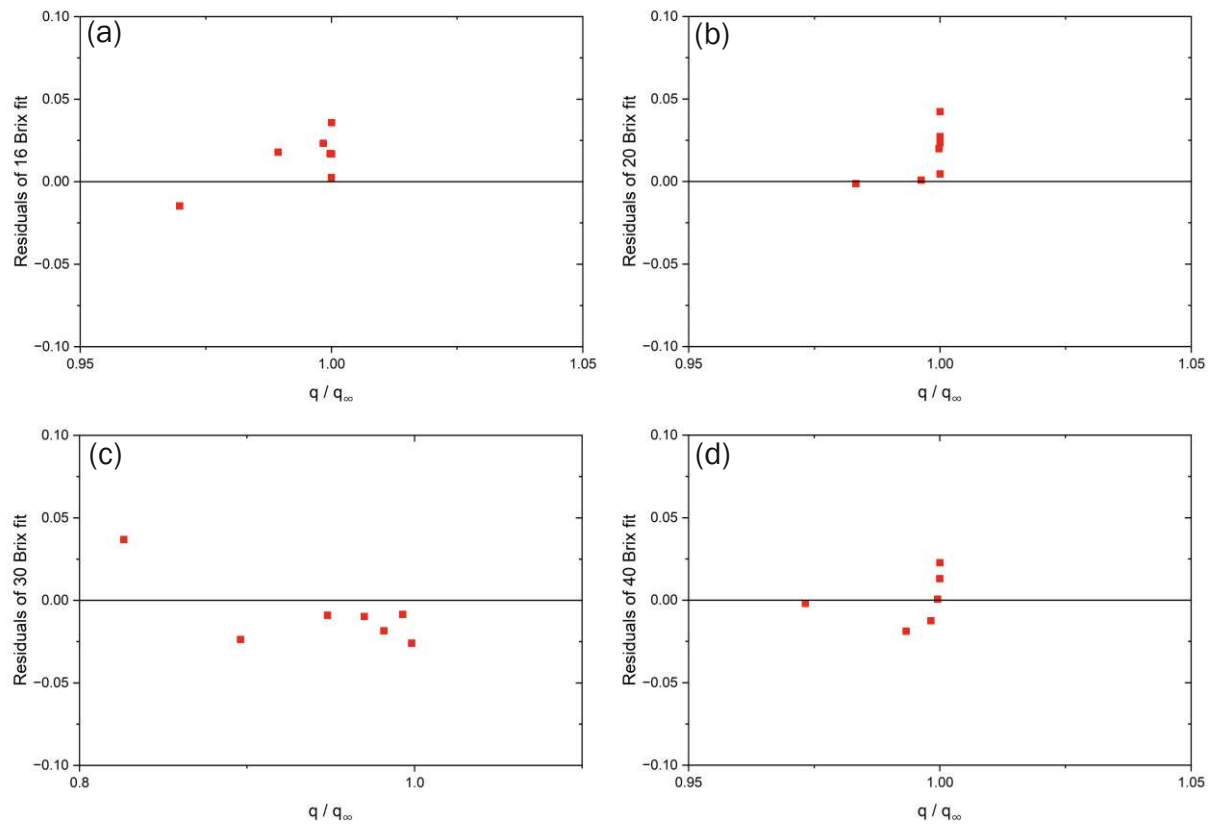 (a)
0.10
0.05
0.00
−0.05
−0.10
Residuals of 16 Brix fit
0.95
1.00
1.05
q / q∞
(b)
0.10
0.05
0.00
−0.05
−0.10
Residuals of 20 Brix fit
0.95
1.00
1.05
q / q∞
(c)
0.10
0.05
0.00
−0.05
−0.10
Residuals of 30 Brix fit
0.8
1.0
q / q∞
(d)
0.10
0.05
0.00
−0.05
−0.10
Residuals of 40 Brix fit
0.95
1.00
1.05
q / q∞